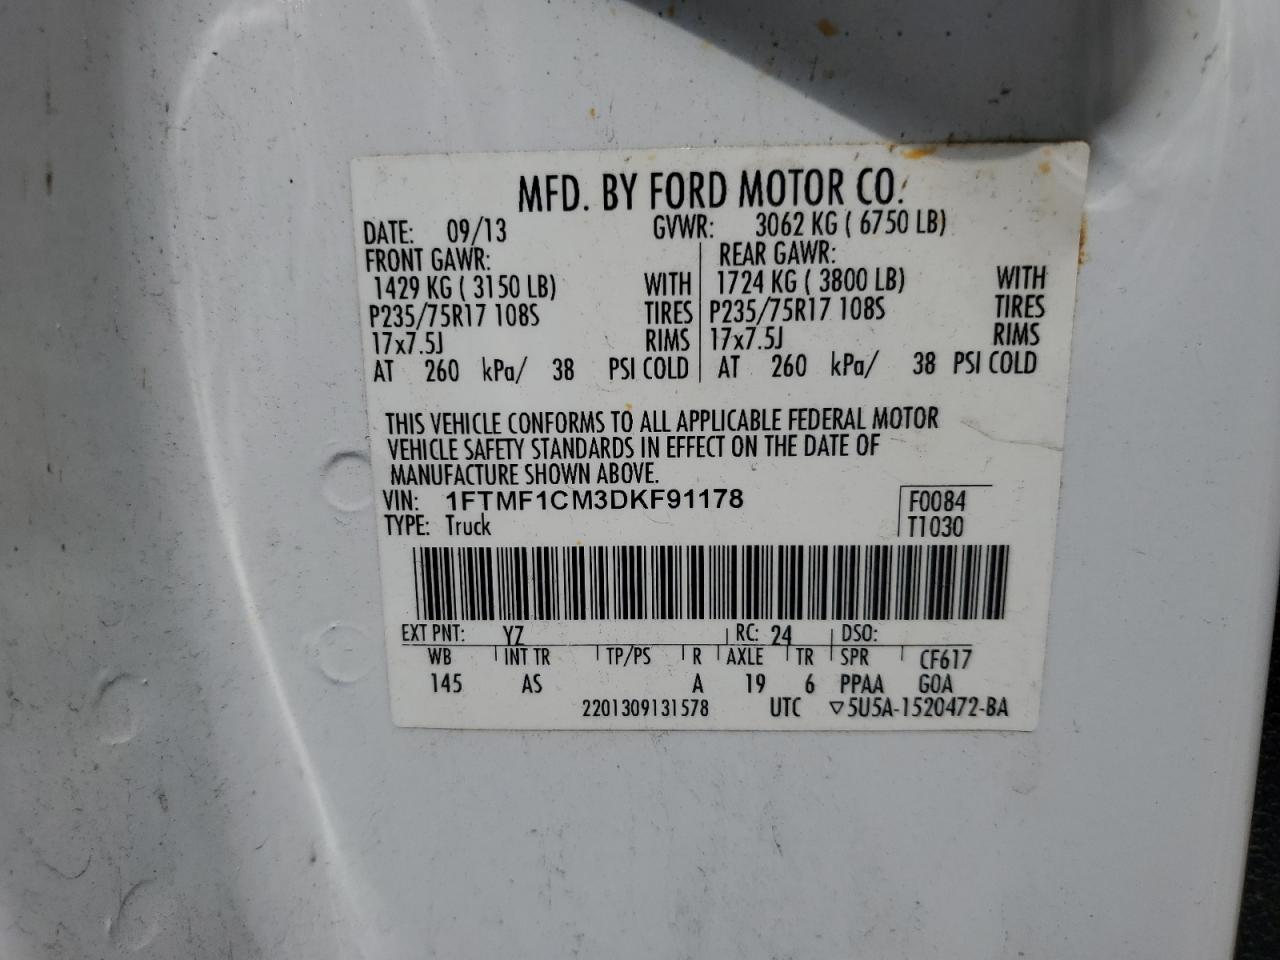 MFD. BY FORD MOTOR CO.
DATE: 09/13 GVWR: 3062 KG ( 6750 LB)
FRONT GAWR: REAR GAWR:
1429 KG ( 3150 LB) WITH 1724 KG ( 3800 LB) WITH
P235/75R17 108S TIRES P235/75R17 108S TIRES
17x7.5J RIMS 17x7.5J RIMS
AT 260 kPa/ 38 PSI COLD AT 260 kPa/ 38 PSI COLD
THIS VEHICLE CONFORMS TO ALL APPLICABLE FEDERAL MOTOR
VEHICLE SAFETY STANDARDS IN EFFECT ON THE DATE OF
MANUFACTURE SHOWN ABOVE.
VIN: 1FTMF1CM3DKF91178 F0084
TYPE: Truck T1030
EXT PNT: YZ RC: 24 DSO:
WB INT TR TP/PS R AXLE TR SPR CF617
145 AS A 19 6 PPAA GOA
2201309131578 UTC ▽5U5A-1520472-BA